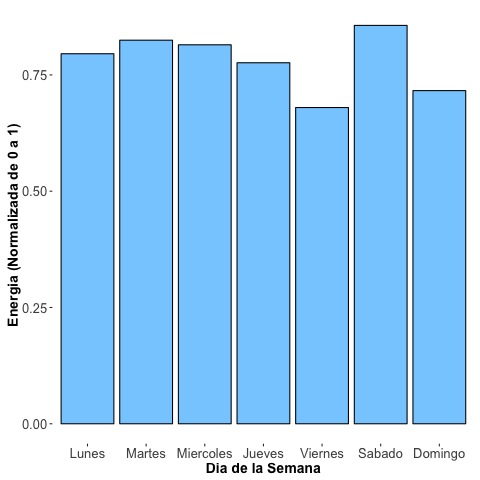 Energia (Normalizada de 0 a 1)
0.75
0.50
0.25
0.00
Lunes Martes Miercoles Jueves Viernes Sabado Domingo
Dia de la Semana